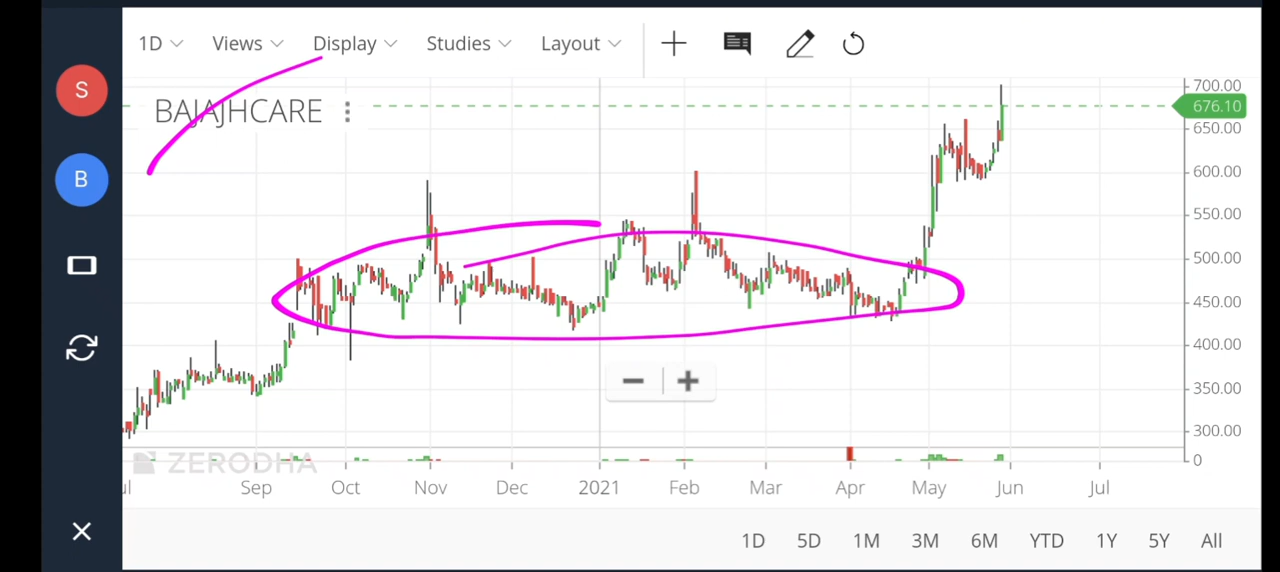 1D Views Display Studies Layout
S
BAJAJHCARE
B
700.00
676.10
650.00
600.00
550.00
500.00
450.00
400.00
350.00
300.00
0
ZERODHA
ul Sep Oct Nov Dec 2021 Feb Mar Apr May Jun Jul
1D 5D 1M 3M 6M YTD 1Y 5Y All